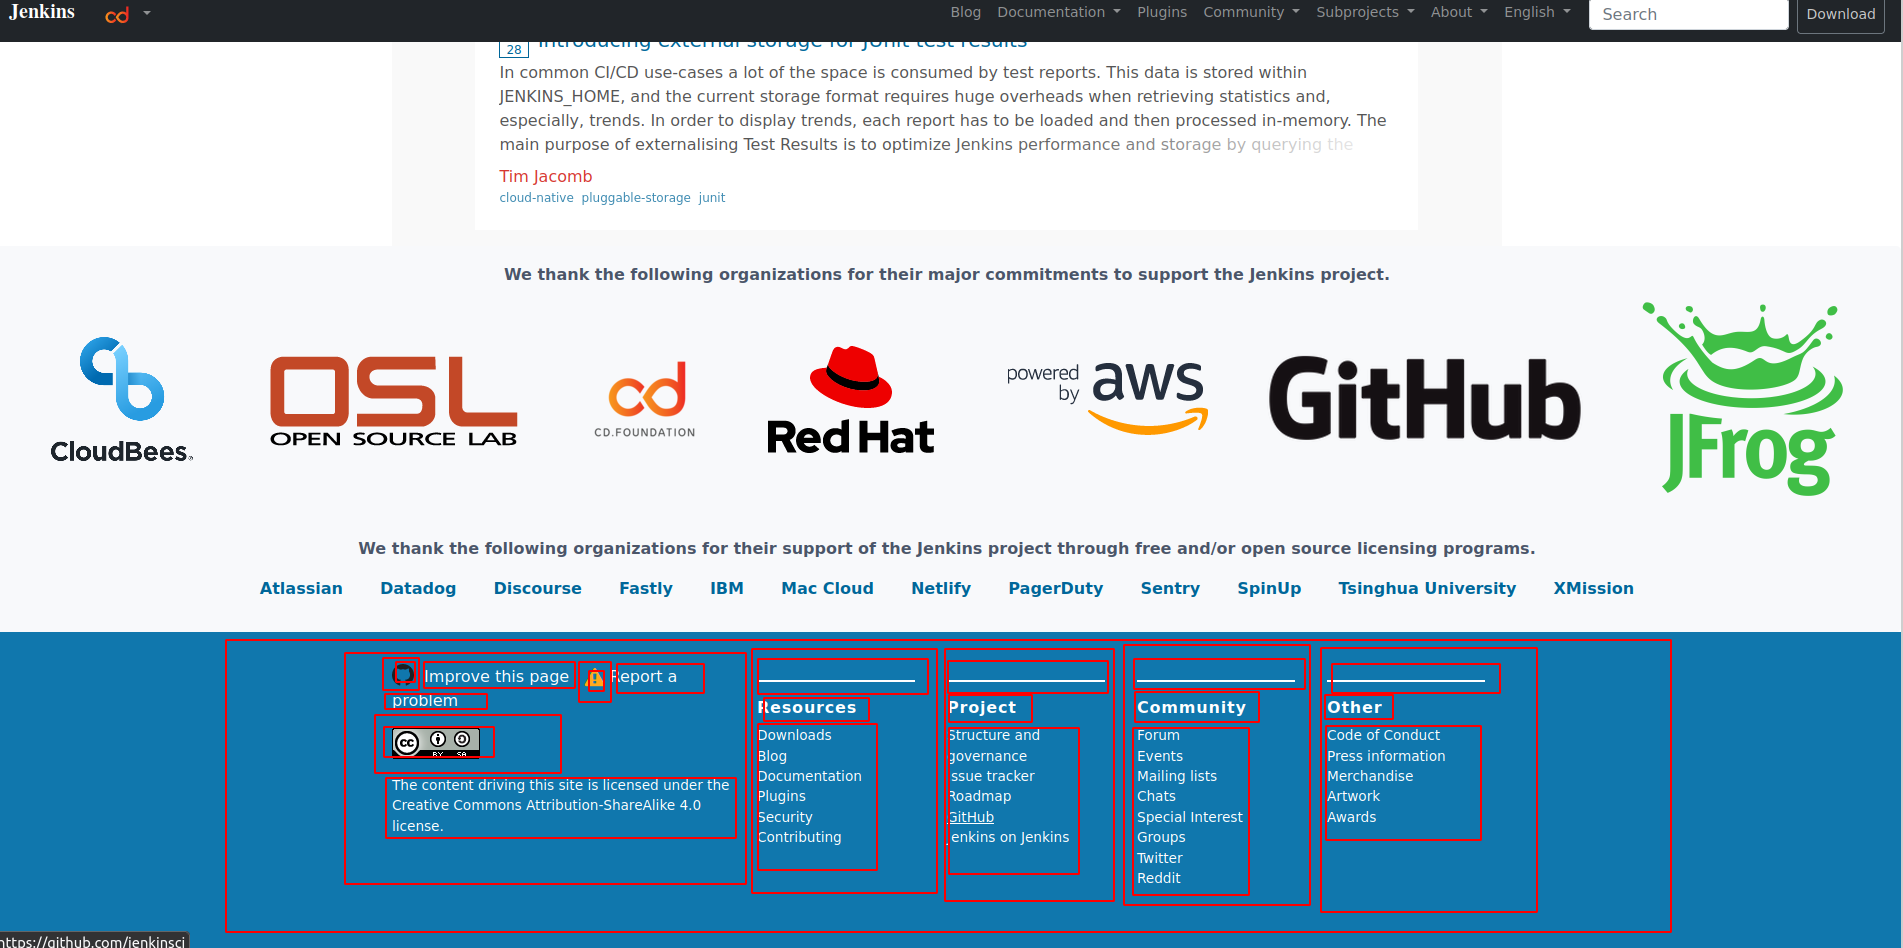 Jenkins
cd
Blog Documentation Plugins Community Subprojects About English Search Download
28 Introducing external storage for JUnit test results
In common CI/CD use-cases a lot of the space is consumed by test reports. This data is stored within
JENKINS_HOME, and the current storage format requires huge overheads when retrieving statistics and,
especially, trends. In order to display trends, each report has to be loaded and then processed in-memory. The
main purpose of externalising Test Results is to optimize Jenkins performance and storage by querying the
Tim Jacomb
cloud-native pluggable-storage junit
We thank the following organizations for their major commitments to support the Jenkins project.
CloudBees
OSL
OPEN SOURCE LAB
cd
CD.FOUNDATION
Red Hat
powered
by
aws
GitHub
JFrog
We thank the following organizations for their support of the Jenkins project through free and/or open source licensing programs.
Atlassian Datadog Discourse Fastly IBM Mac Cloud Netlify PagerDuty Sentry SpinUp Tsinghua University XMission
Improve this page Report a
problem
cc BY SA
The content driving this site is licensed under the
Creative Commons Attribution-ShareAlike 4.0
license.
Resources
Downloads
Blog
Documentation
Plugins
Security
Contributing
Project
Structure and
governance
Issue tracker
Roadmap
GitHub
Jenkins on Jenkins
Community
Forum
Events
Mailing lists
Chats
Special Interest
Groups
Twitter
Reddit
Other
Code of Conduct
Press information
Merchandise
Artwork
Awards
https://github.com/jenkinsci